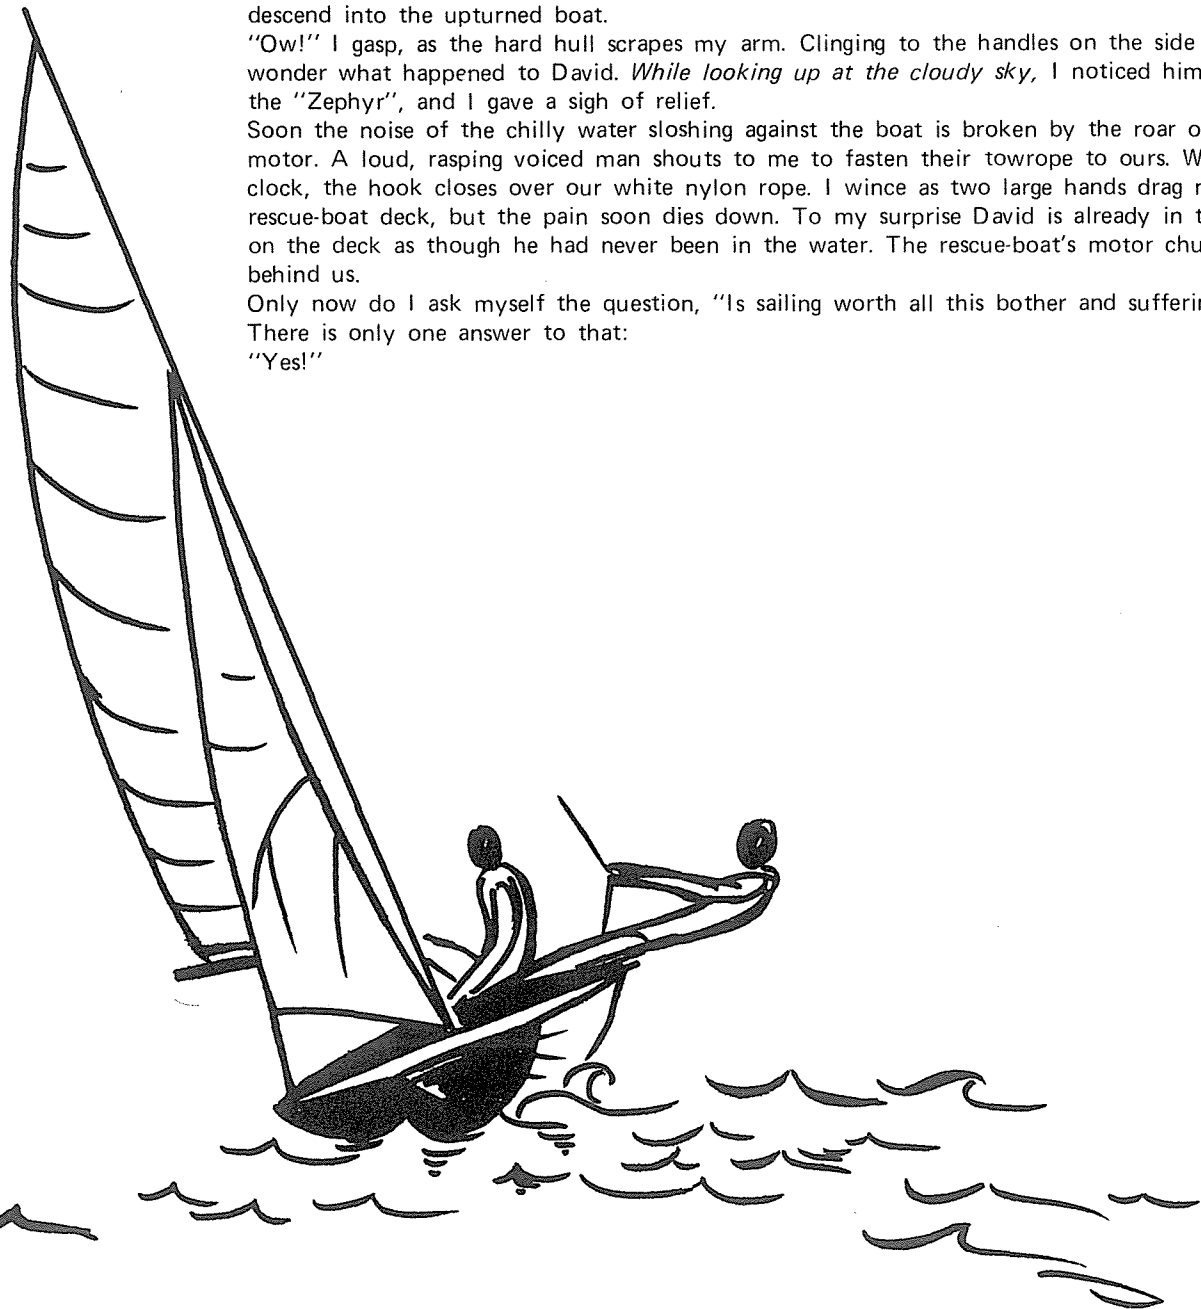 descend into the upturned boat.
"Ow!" I gasp, as the hard hull scrapes my arm. Clinging to the handles on the side
wonder what happened to David. While looking up at the cloudy sky, I noticed him
the "Zephyr", and I gave a sigh of relief.
Soon the noise of the chilly water sloshing against the boat is broken by the roar o
motor. A loud, rasping voiced man shouts to me to fasten their towrope to ours. W
clock, the hook closes over our white nylon rope. I wince as two large hands drag
rescue-boat deck, but the pain soon dies down. To my surprise David is already in t
on the deck as though he had never been in the water. The rescue-boat's motor chu
behind us.
Only now do I ask myself the question, "Is sailing worth all this bother and sufferin
There is only one answer to that:
"Yes!"